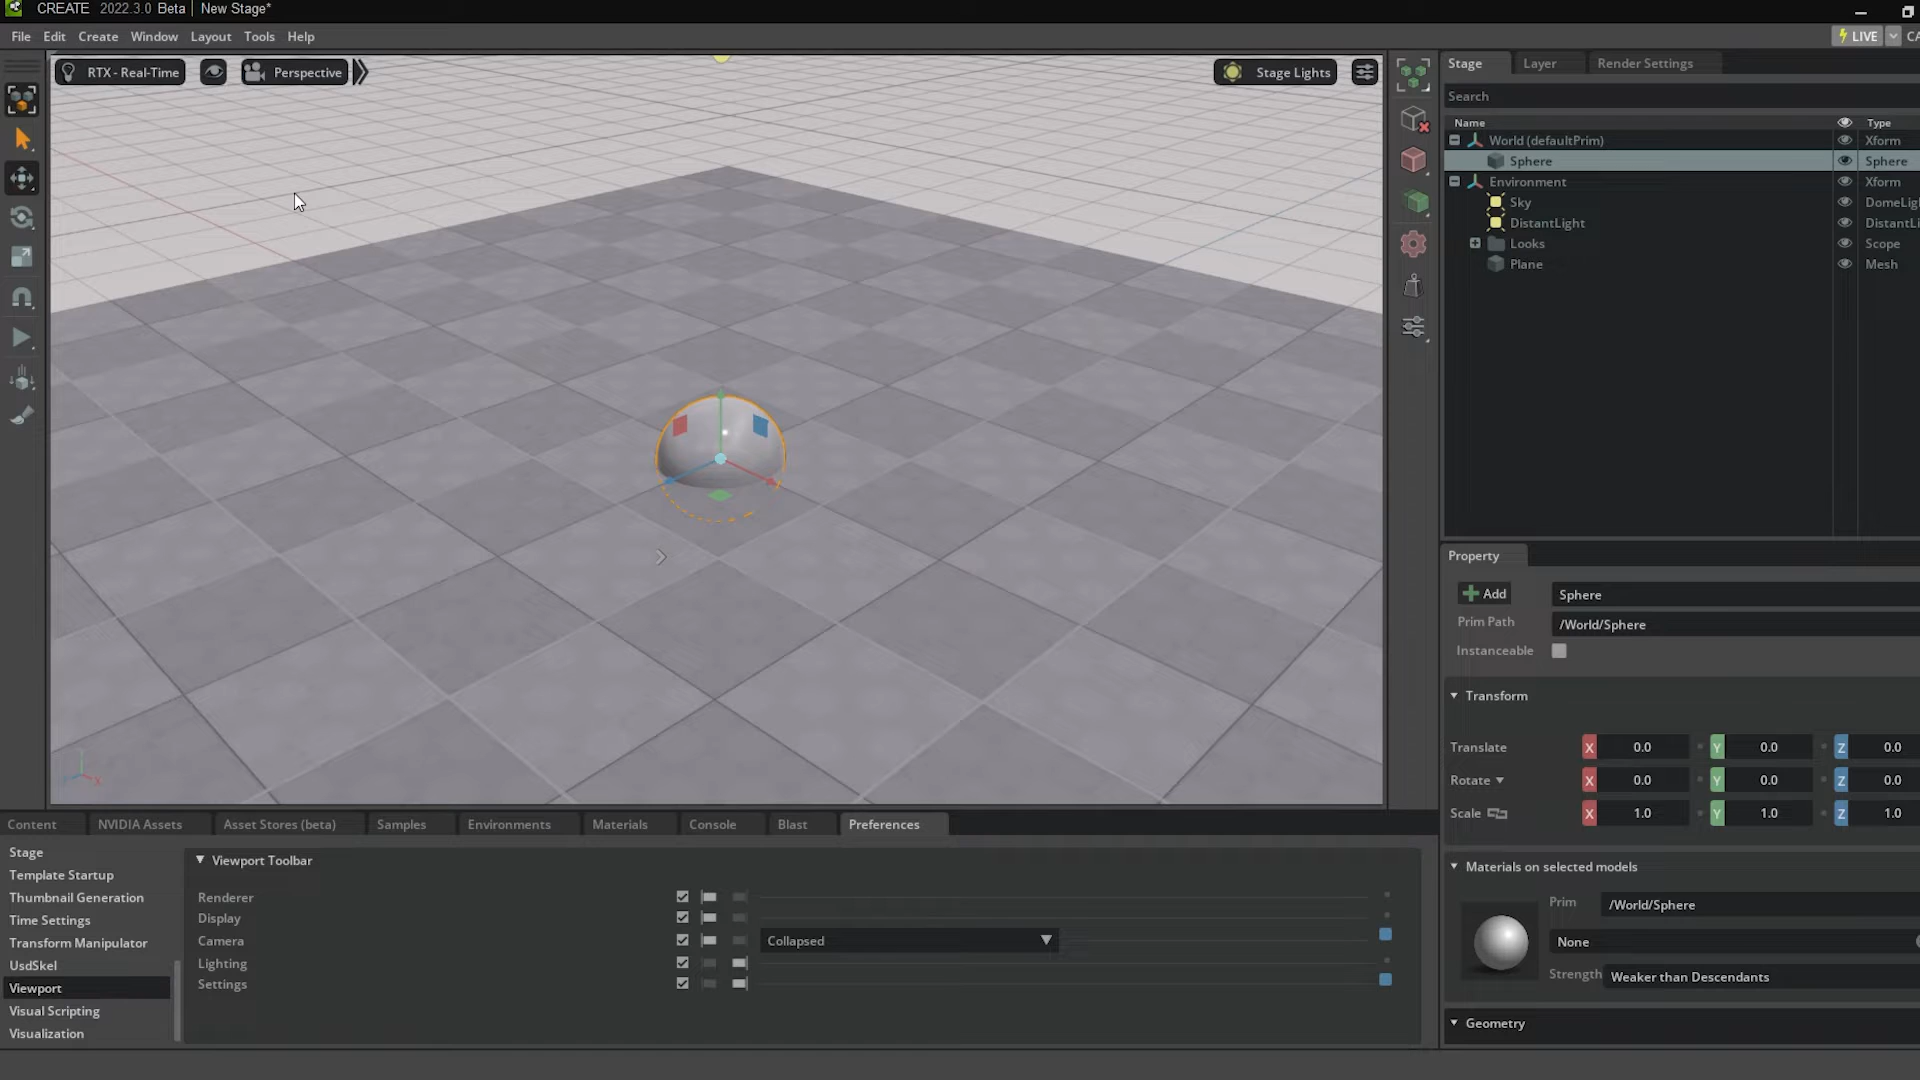 CREATE 2022.3.0 Beta | New Stage*
File Edit Create Window Layout Tools Help
LIVE
RTX - Real-Time
Perspective
Stage Lights
Stage Layer Render Settings
Search
Name Type
World (defaultPrim) Xform
Sphere Sphere
Environment Xform
Sky
DistantLight
Looks Scope
Plane Mesh
Property
Add Sphere
Prim Path /World/Sphere
Instanceable
Transform
Translate X 0.0 Y 0.0 Z 0.0
Rotate X 0.0 Y 0.0 Z 0.0
Scale X 1.0 Y 1.0 Z 1.0
Materials on selected models
Prim /World/Sphere
None
Strength Weaker than Descendants
Geometry
Content NVIDIA Assets Asset Stores (beta) Samples Environments Materials Console Blast Preferences
Stage
Template Startup
Thumbnail Generation
Time Settings
Transform Manipulator
UsdSkel
Viewport
Visual Scripting
Visualization
Viewport Toolbar
Renderer
Display
Camera Collapsed
Lighting
Settings